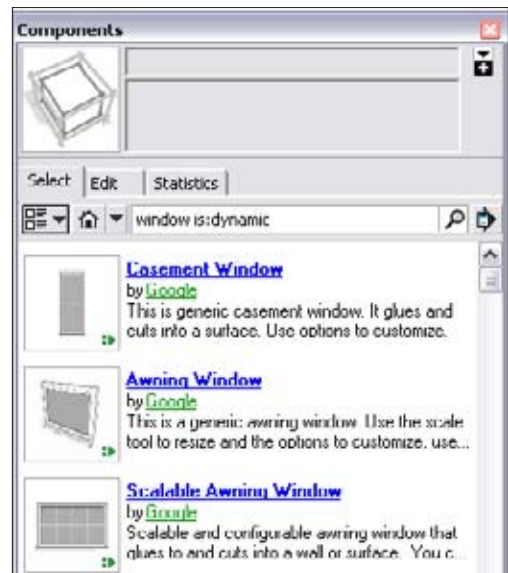 Components
Select Edit Statistics
window is:dynamic
Casement Window
by Google
This is generic casement window. It glues and
cuts into a surface. Use options to customize.
Awning Window
by Google
This is a generic awning window. Use the scale
tool to resize and the options to customize. use...
Scalable Awning Window
by Google
Scalable and configurable awning window that
glues to and cuts into a wall or surface. You c...